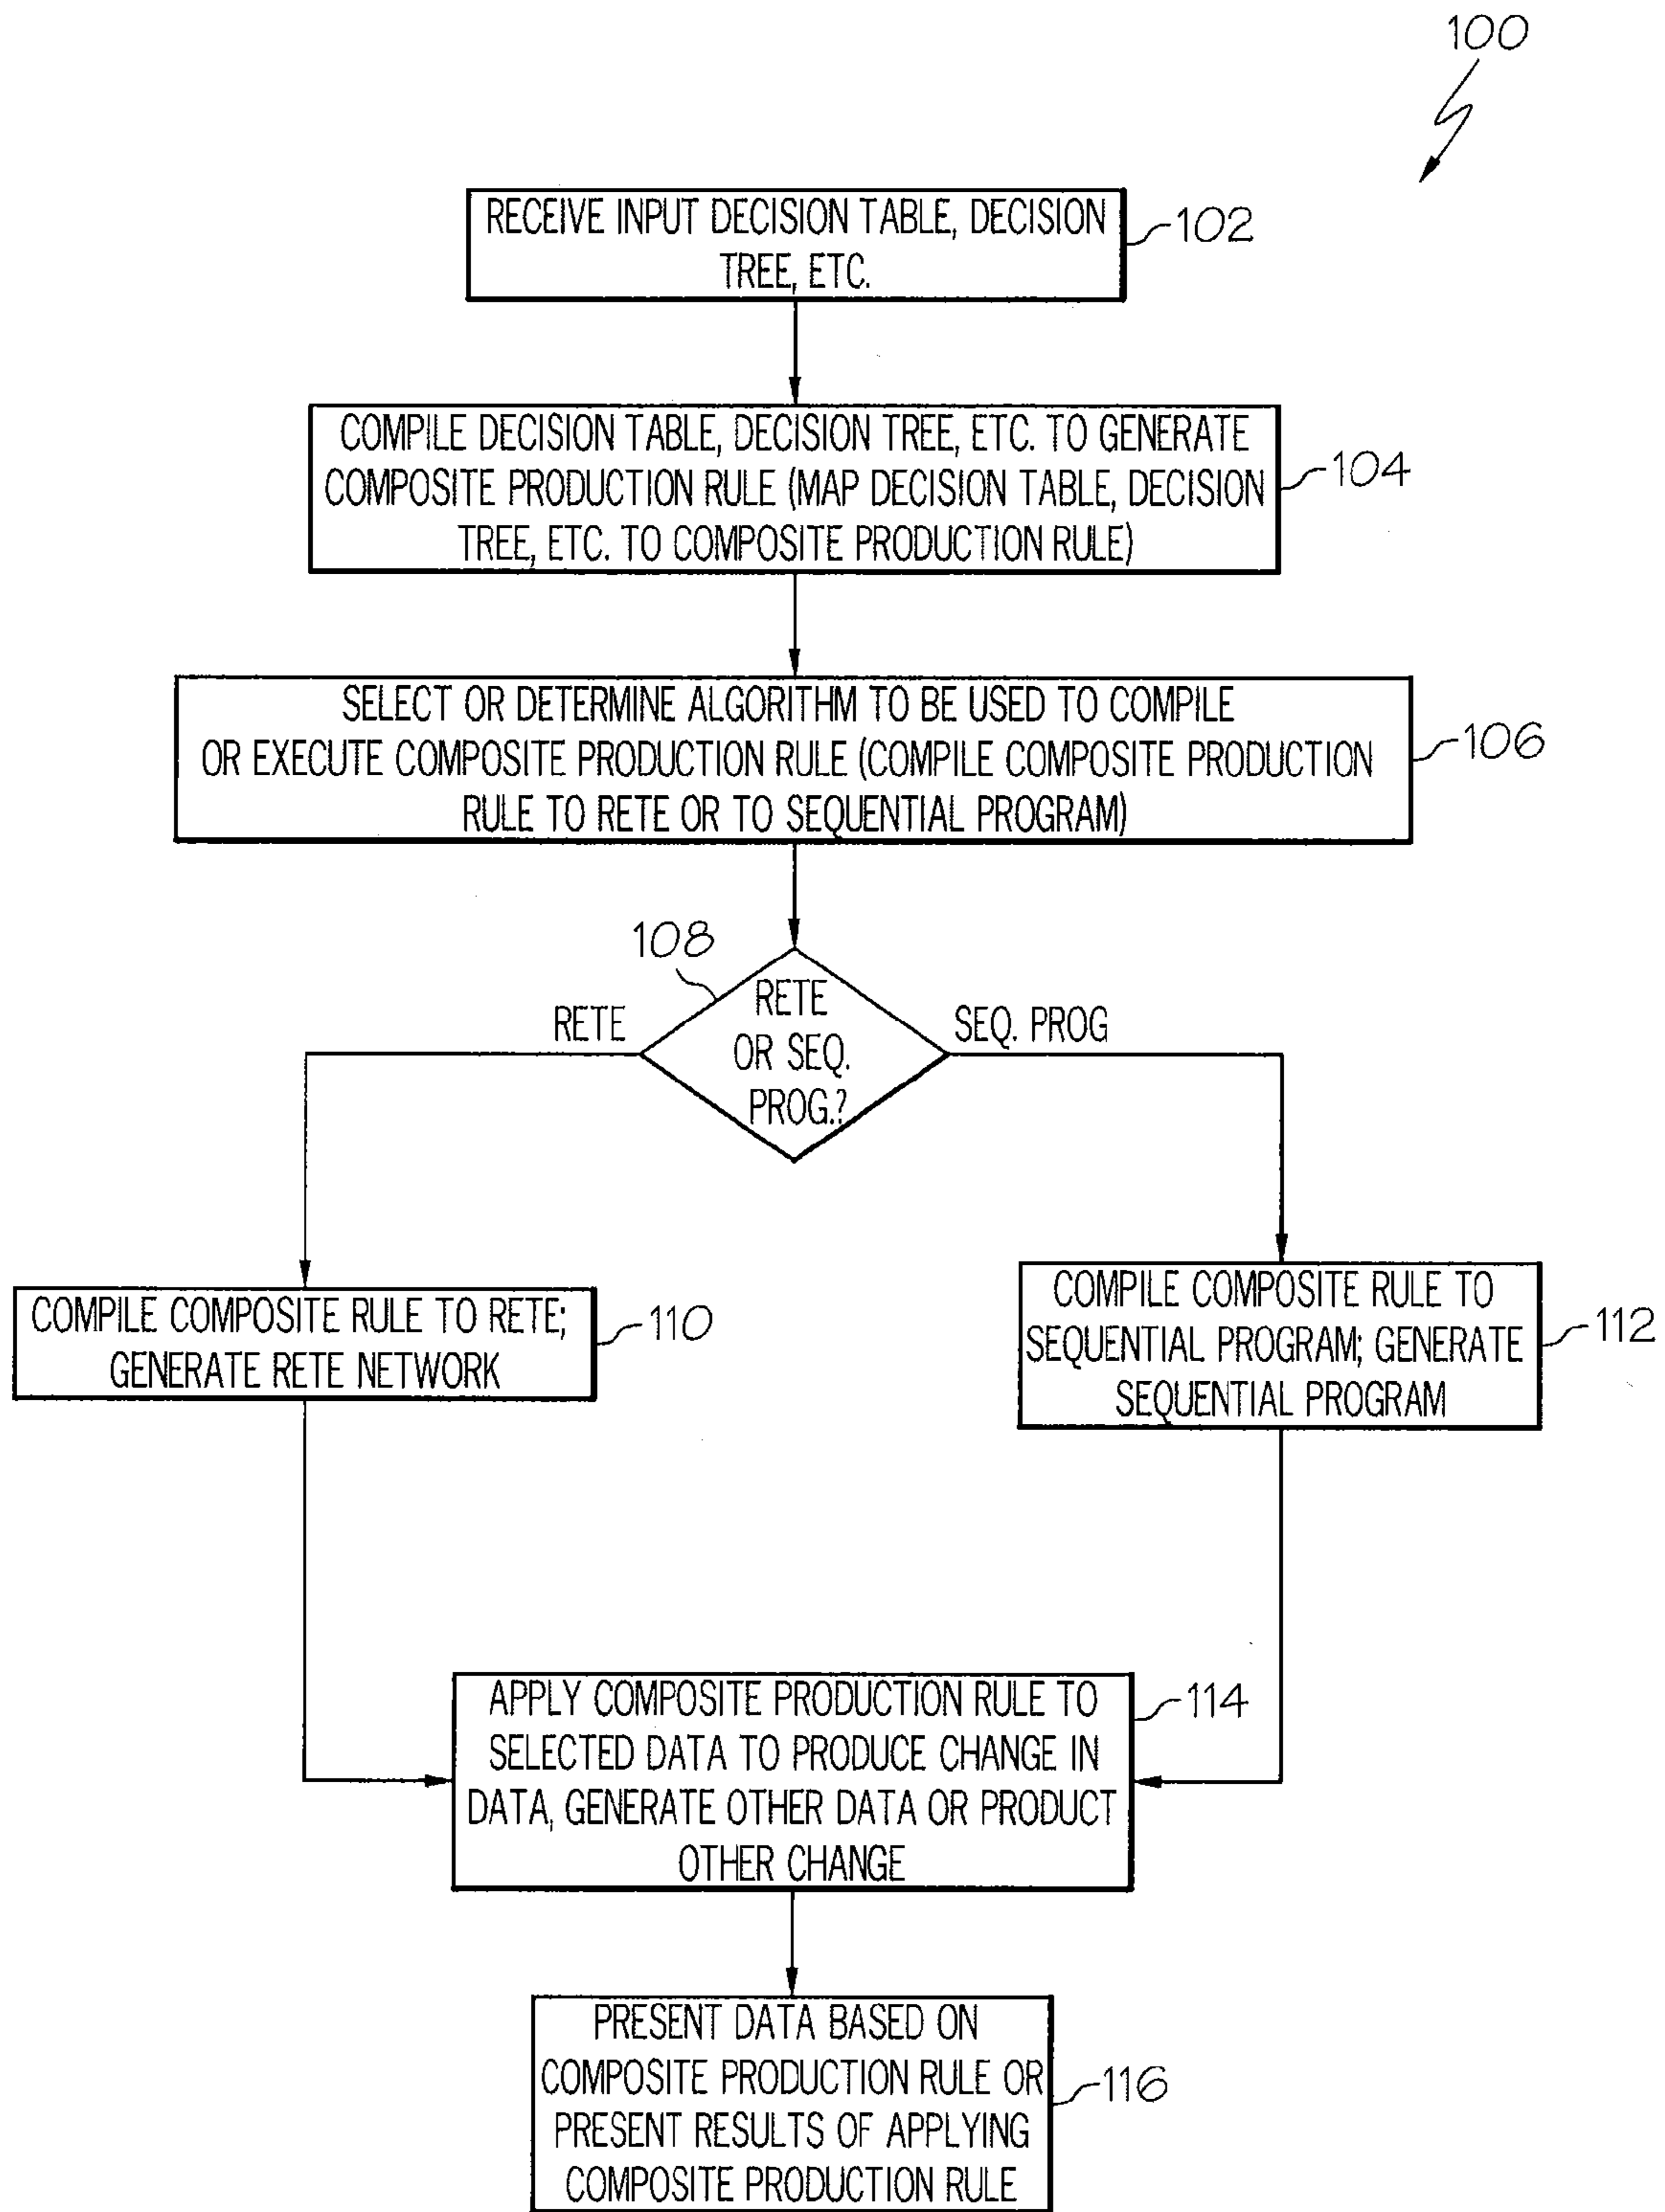 100
RECEIVE INPUT DECISION TABLE, DECISION
TREE, ETC.
102
COMPILE DECISION TABLE, DECISION TREE, ETC. TO GENERATE
COMPOSITE PRODUCTION RULE (MAP DECISION TABLE, DECISION
TREE, ETC. TO COMPOSITE PRODUCTION RULE)
104
SELECT OR DETERMINE ALGORITHM TO BE USED TO COMPILE
OR EXECUTE COMPOSITE PRODUCTION RULE (COMPILE COMPOSITE PRODUCTION
RULE TO RETE OR TO SEQUENTIAL PROGRAM)
106
108
RETE
OR SEQ.
PROG.?
RETE
SEQ. PROG
COMPILE COMPOSITE RULE TO RETE;
GENERATE RETE NETWORK
110
COMPILE COMPOSITE RULE TO
SEQUENTIAL PROGRAM; GENERATE
SEQUENTIAL PROGRAM
112
APPLY COMPOSITE PRODUCTION RULE TO
SELECTED DATA TO PRODUCE CHANGE IN
DATA, GENERATE OTHER DATA OR PRODUCT
OTHER CHANGE
114
PRESENT DATA BASED ON
COMPOSITE PRODUCTION RULE OR
PRESENT RESULTS OF APPLYING
COMPOSITE PRODUCTION RULE
116